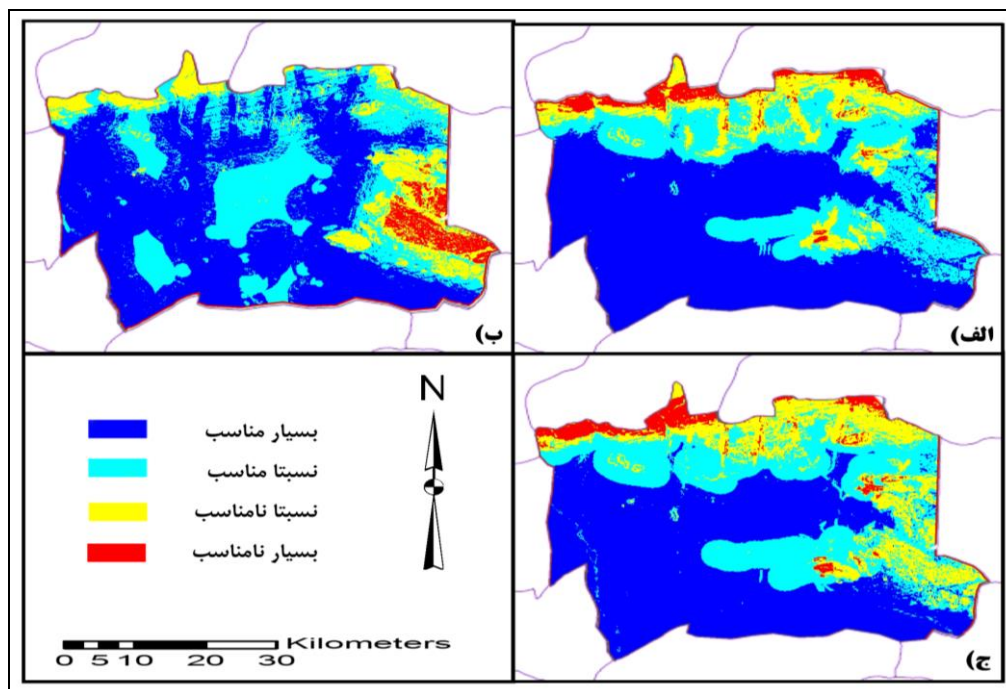 الف)
ب)
ج)
بسیار مناسب
نسبتا مناسب
نسبتا نامناسب
بسیار نامناسب
N
Kilometers
0 5 10 20 30